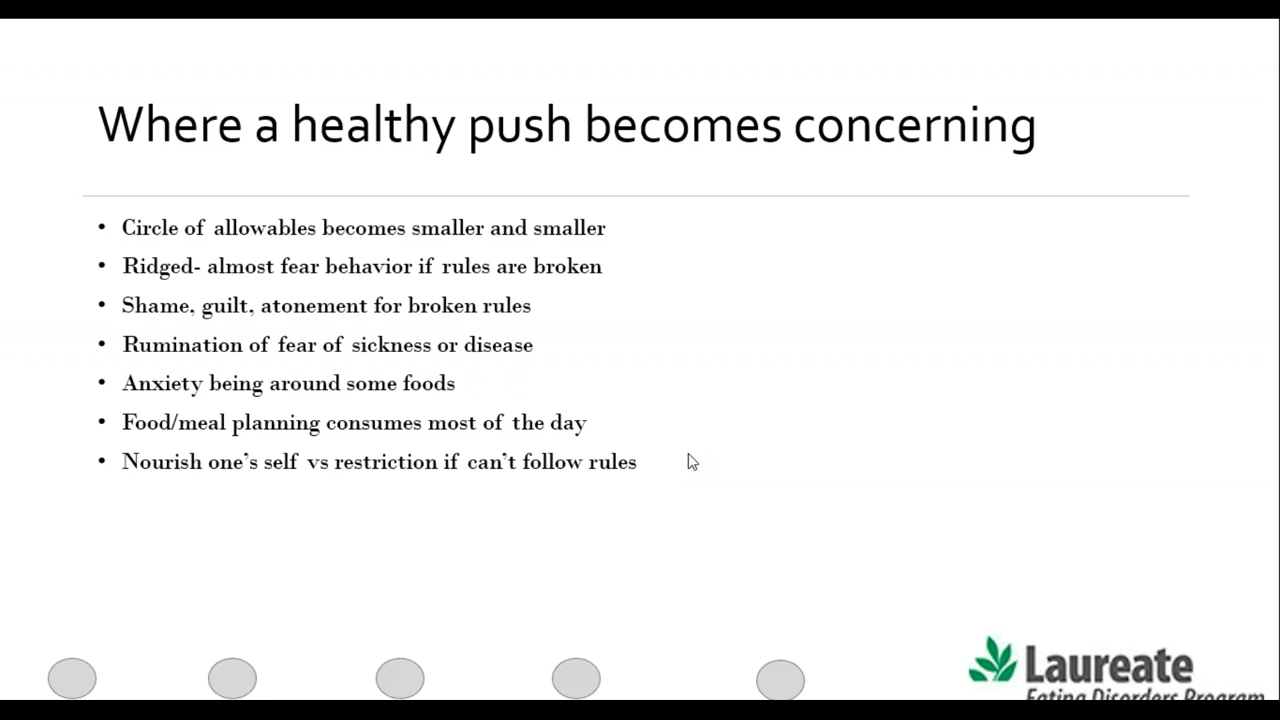 Where a healthy push becomes concerning
• Circle of allowables becomes smaller and smaller
• Ridged- almost fear behavior if rules are broken
• Shame, guilt, atonement for broken rules
• Rumination of fear of sickness or disease
• Anxiety being around some foods
• Food/meal planning consumes most of the day
• Nourish one’s self vs restriction if can’t follow rules
Laureate
Eating Disorders Program